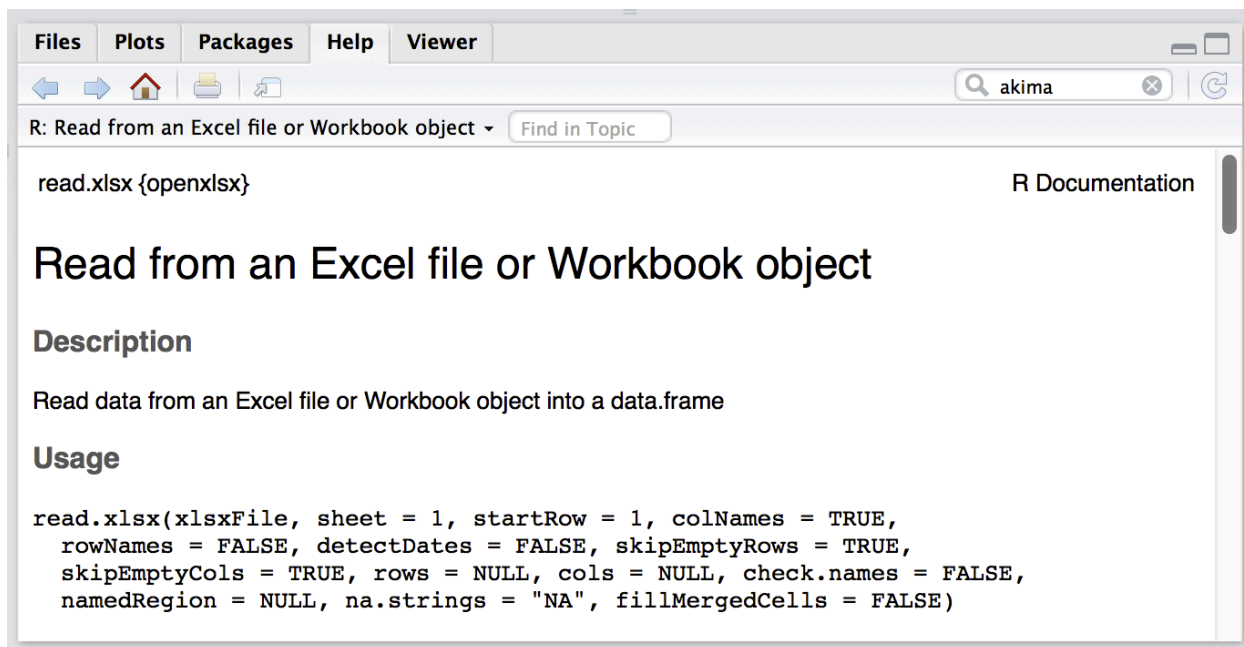 Files Plots Packages Help Viewer
akima
R: Read from an Excel file or Workbook object Find in Topic
read.xlsx {openxlsx} R Documentation
Read from an Excel file or Workbook object
Description
Read data from an Excel file or Workbook object into a data.frame
Usage
read.xlsx(xlsxFile, sheet = 1, startRow = 1, colNames = TRUE,
  rowNames = FALSE, detectDates = FALSE, skipEmptyRows = TRUE,
  skipEmptyCols = TRUE, rows = NULL, cols = NULL, check.names = FALSE,
  namedRegion = NULL, na.strings = "NA", fillMergedCells = FALSE)